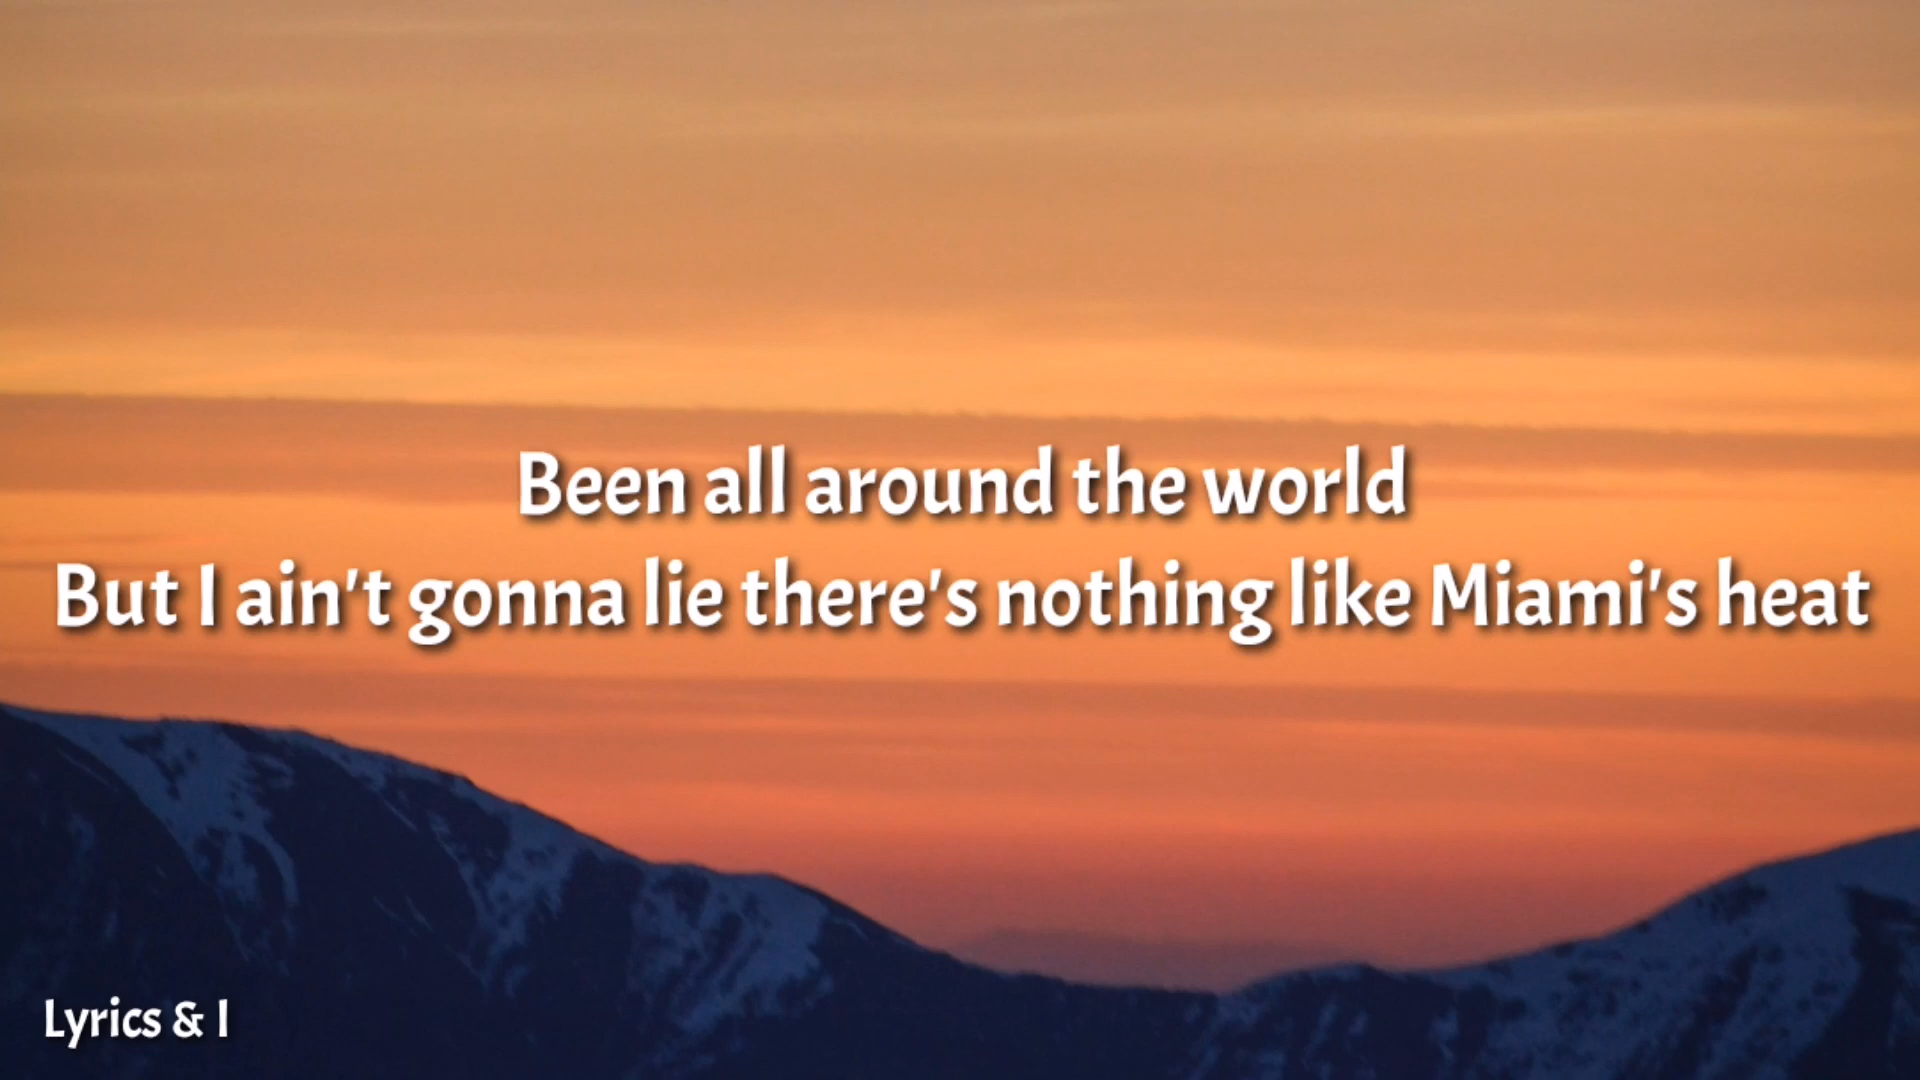 Been all around the world
But I ain't gonna lie there's nothing like Miami's heat
Lyrics & I